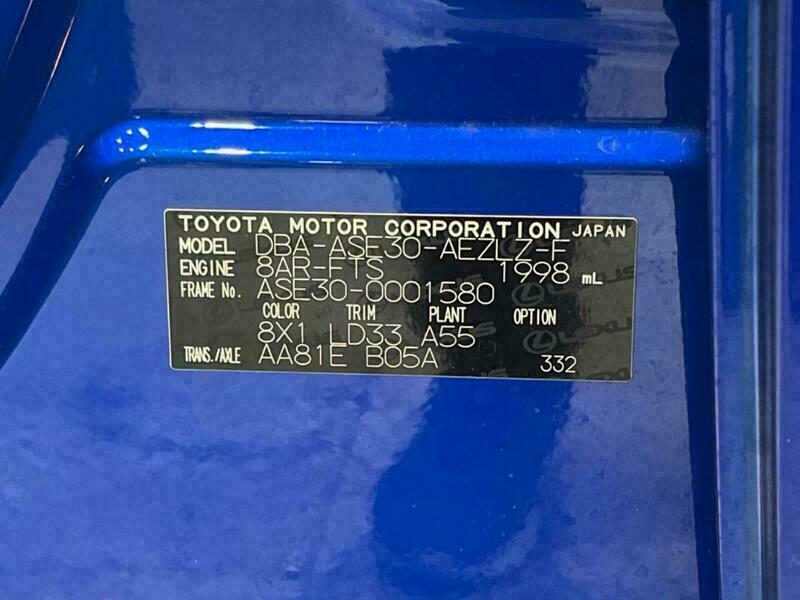 TOYOTA MOTOR CORPORATION JAPAN
MODEL DBA-ASE30-AEZLZ-F
ENGINE 8AR-FTS 1998 mL
FRAME No. ASE30-0001580
COLOR TRIM PLANT OPTION
8X1 LD33 A55
TRANS./AXLE AA81E B05A 332
LEXUS